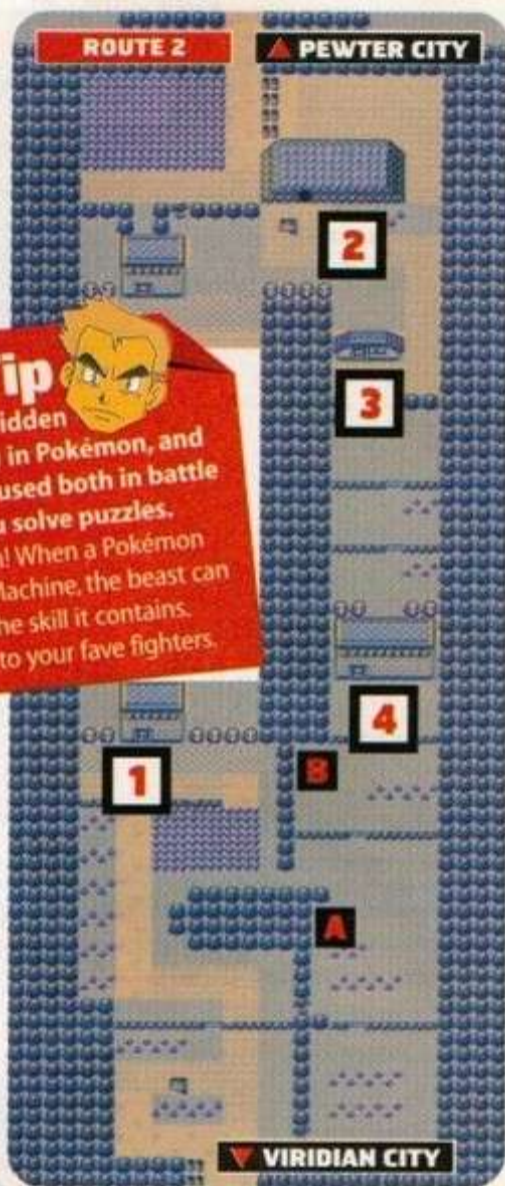 ROUTE 2
▲ PEWTER CITY
2
3
ip
idden
in Pokémon, and
used both in battle
u solve puzzles.
! When a Pokémon
Machine, the beast can
he skill it contains.
to your fave fighters.
4
1
B
A
▼ VIRIDIAN CITY